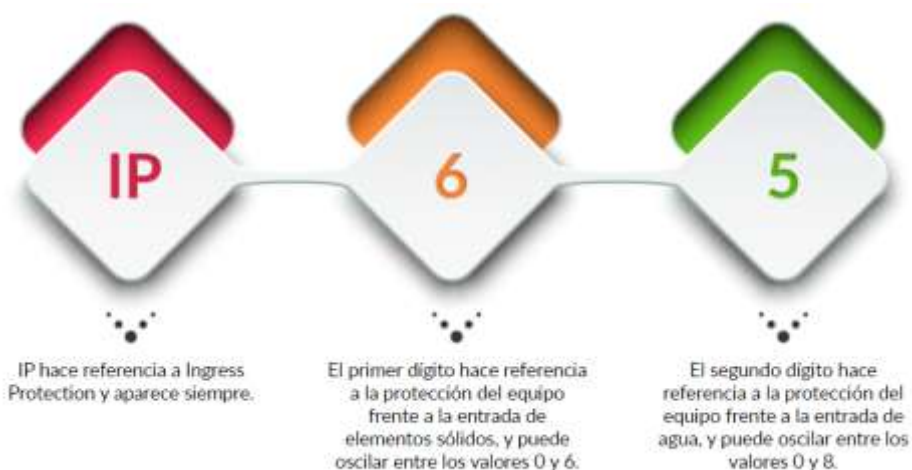 IP
6
5
IP hace referencia a Ingress
Protection y aparece siempre.
El primer dígito hace referencia
a la protección del equipo
frente a la entrada de
elementos sólidos, y puede
oscilar entre los valores 0 y 6.
El segundo dígito hace
referencia a la protección del
equipo frente a la entrada de
agua, y puede oscilar entre los
valores 0 y 8.